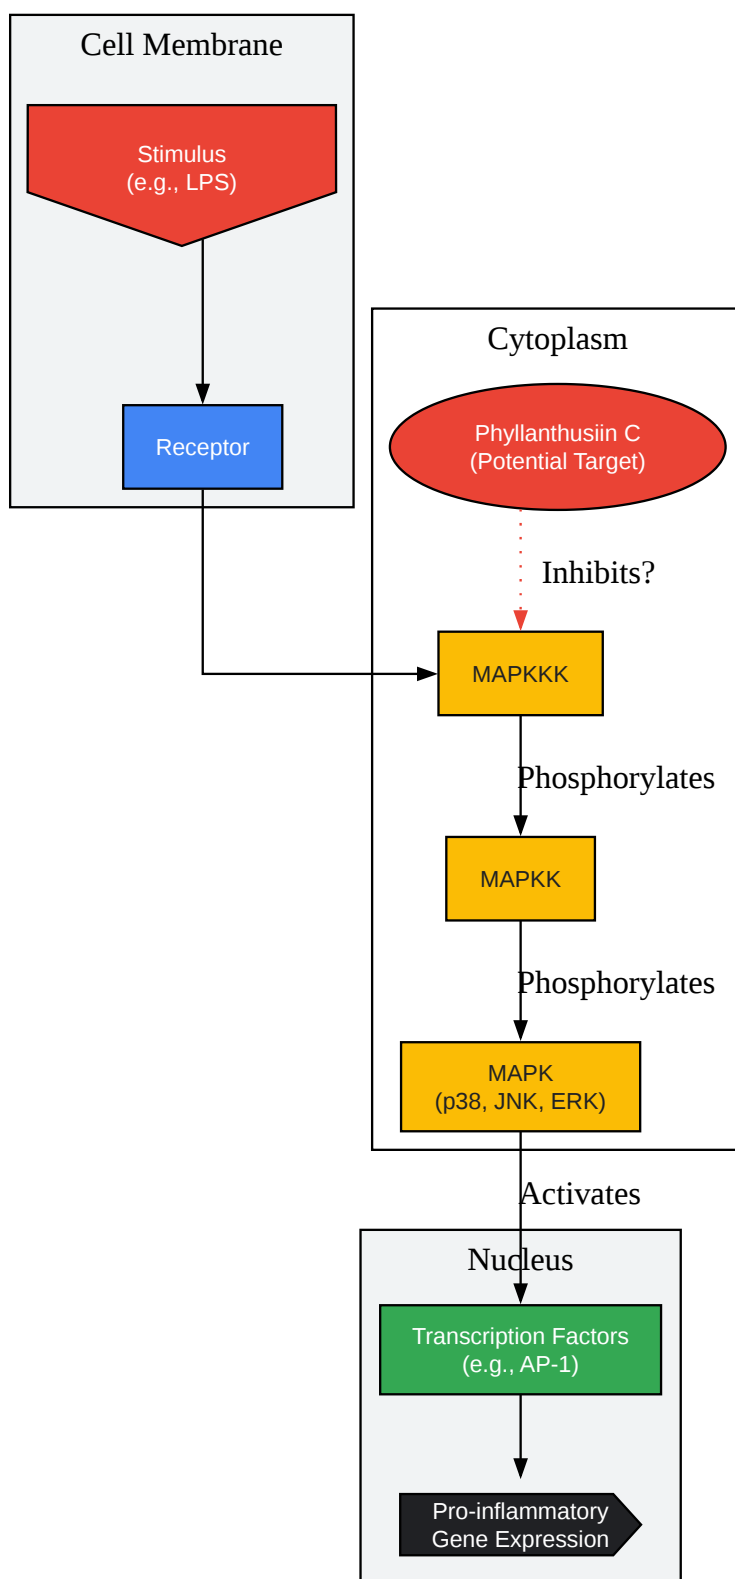 Cell Membrane
Stimulus
(e.g., LPS)
Receptor
Cytoplasm
Phyllanthusiin C
(Potential Target)
Inhibits?
MAPKKK
Phosphorylates
MAPKK
Phosphorylates
MAPK
(p38, JNK, ERK)
Activates
Nucleus
Transcription Factors
(e.g., AP-1)
Pro-inflammatory
Gene Expression